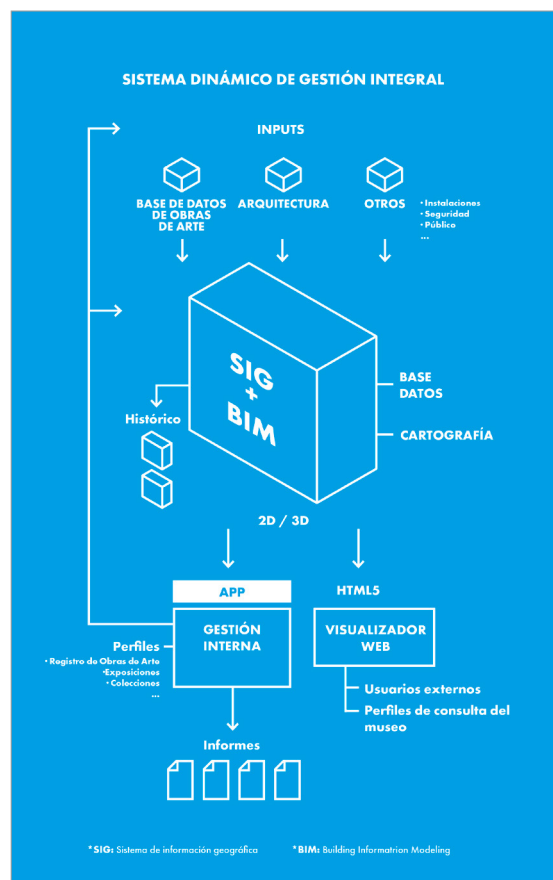 SISTEMA DINÁMICO DE GESTIÓN INTEGRAL
INPUTS
BASE DE DATOS
DE OBRAS
DE ARTE
ARQUITECTURA
OTROS
• Instalaciones
• Seguridad
• Público
...
SIG
+
BIM
BASE
DATOS
CARTOGRAFÍA
Histórico
2D / 3D
APP
GESTIÓN
INTERNA
HTML5
VISUALIZADOR
WEB
Perfiles
• Registro de Obras de Arte
• Exposiciones
• Colecciones
...
Usuarios externos
Perfiles de consulta del
museo
Informes
*SIG: Sistema de información geográfica
*BIM: Building Informatrion Modeling